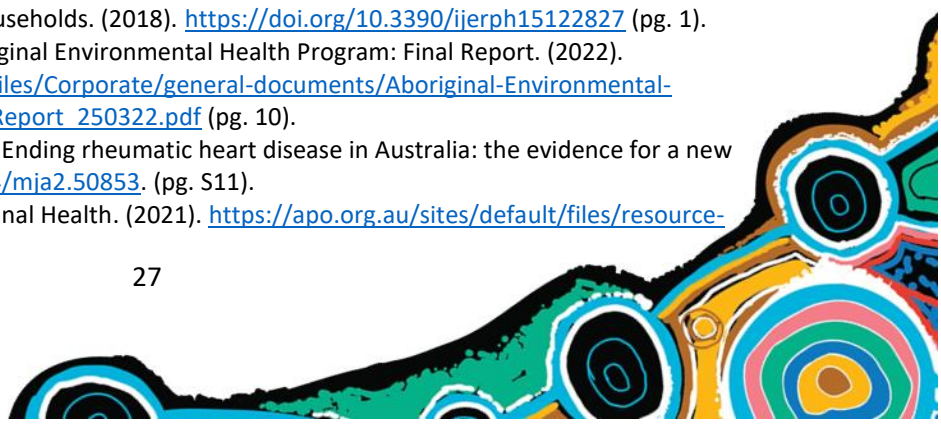 useholds. (2018). https://doi.org/10.3390/ijerph15122827 (pg. 1).
ginal Environmental Health Program: Final Report. (2022).
iles/Corporate/general-documents/Aboriginal-Environmental-
Report_250322.pdf (pg. 10).
Ending rheumatic heart disease in Australia: the evidence for a new
/mja2.50853. (pg. S11).
nal Health. (2021). https://apo.org.au/sites/default/files/resource-
27